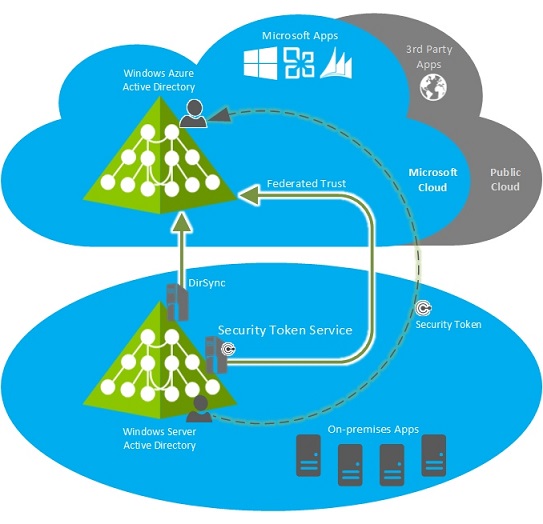 Microsoft Apps
3rd Party
Apps
Windows Azure
Active Directory
Federated Trust
Microsoft
Cloud
Public
Cloud
DirSync
Security Token Service
Security Token
Windows Server
Active Directory
On-premises Apps